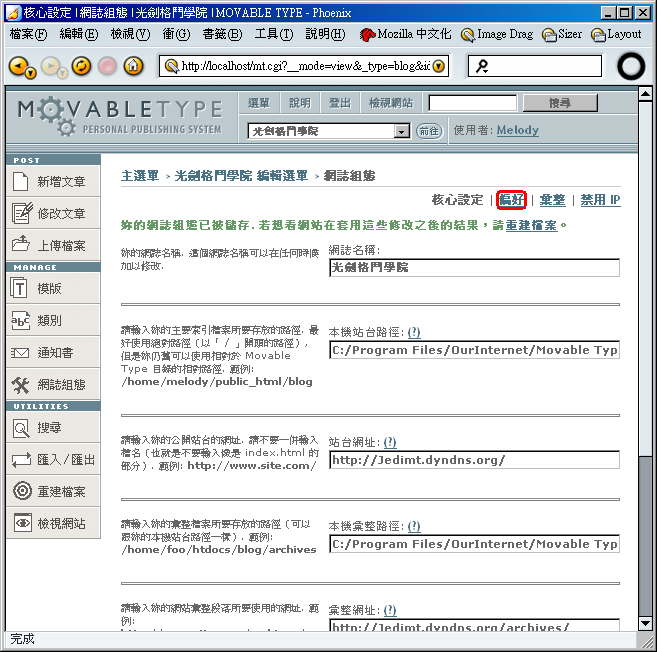 核心設定 | 網誌組態 | 光劍格鬥學院 | MOVABLE TYPE - Phoenix
檔案(F) 編輯(E) 檢視(V) 衝(G) 書籤(B) 工具(T) 說明(H) Mozilla 中文化 Image Drag Sizer Layout
http://localhost/mt.cgi?__mode=view&_type=blog&id
MOVABLETYPE
PERSONAL PUBLISHING SYSTEM
選單 說明 登出 檢視網站 搜尋
光劍格鬥學院 前往 使用者: Melody
POST
新增文章
修改文章
上傳檔案
MANAGE
模版
類別
通知書
網誌組態
UTILITIES
搜尋
匯入/匯出
重建檔案
檢視網站
主選單 > 光劍格鬥學院 編輯選單 > 網誌組態
核心設定 | 偏好 | 彙整 | 禁用 IP
妳的網誌組態已被儲存. 若想看網站在套用這些修改之後的結果，請重建檔案。
妳的網誌名稱. 這個網誌名稱可以在任何時候
加以修改.
網誌名稱:
光劍格鬥學院
請輸入妳的主要索引檔案所要存放的路徑. 最
好使用絕對路徑（以「/」開頭的路徑）,
但是妳仍舊可以使用相對於 Movable
Type 目錄的相對路徑. 範例:
/home/melody/public_html/blog
本機站台路徑: (?)
C:/Program Files/OurInternet/Movable Typ
請輸入妳的公開站台的網址. 請不要一併輸入
檔名（也就是不要輸入像是 index.html 的
部分）. 範例: http://www.site.com/
站台網址: (?)
http://Jedimt.dyndns.org/
請輸入妳的彙整檔案所要存放的路徑（可以
跟妳的本機站台路徑一樣）. 範例:
/home/foo/htdocs/blog/archives
本機彙整路徑: (?)
C:/Program Files/OurInternet/Movable Typ
請輸入妳的網站彙整段落所要使用的網址. 範
例:
彙整網址: (?)
http://Jedimt.dyndns.org/archives/
完成